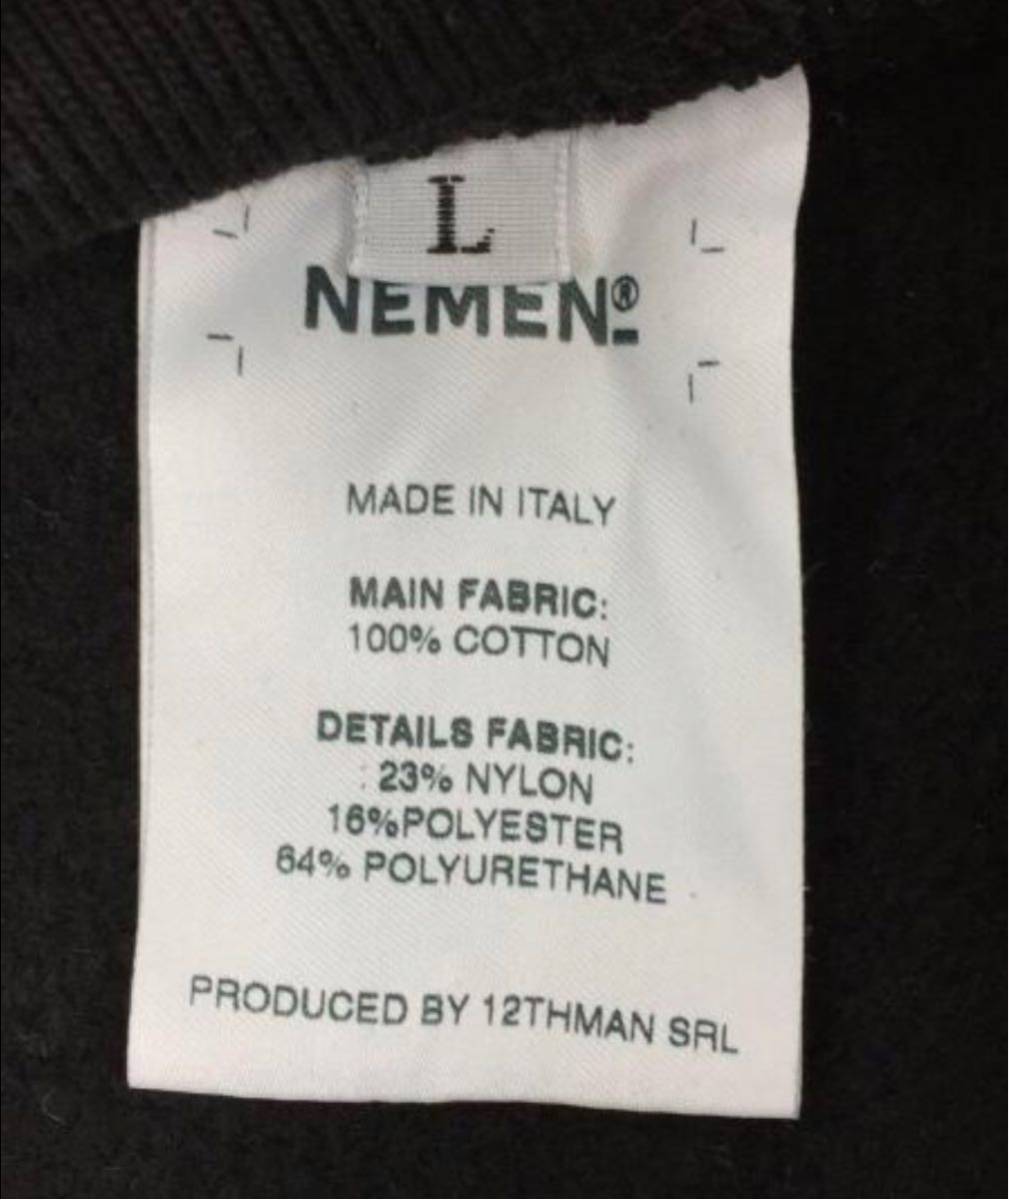 L
NEMENº®
MADE IN ITALY
MAIN FABRIC:
100% COTTON
DETAILS FABRIC:
: 23% NYLON
16%POLYESTER
64% POLYURETHANE
PRODUCED BY 12THMAN SRL